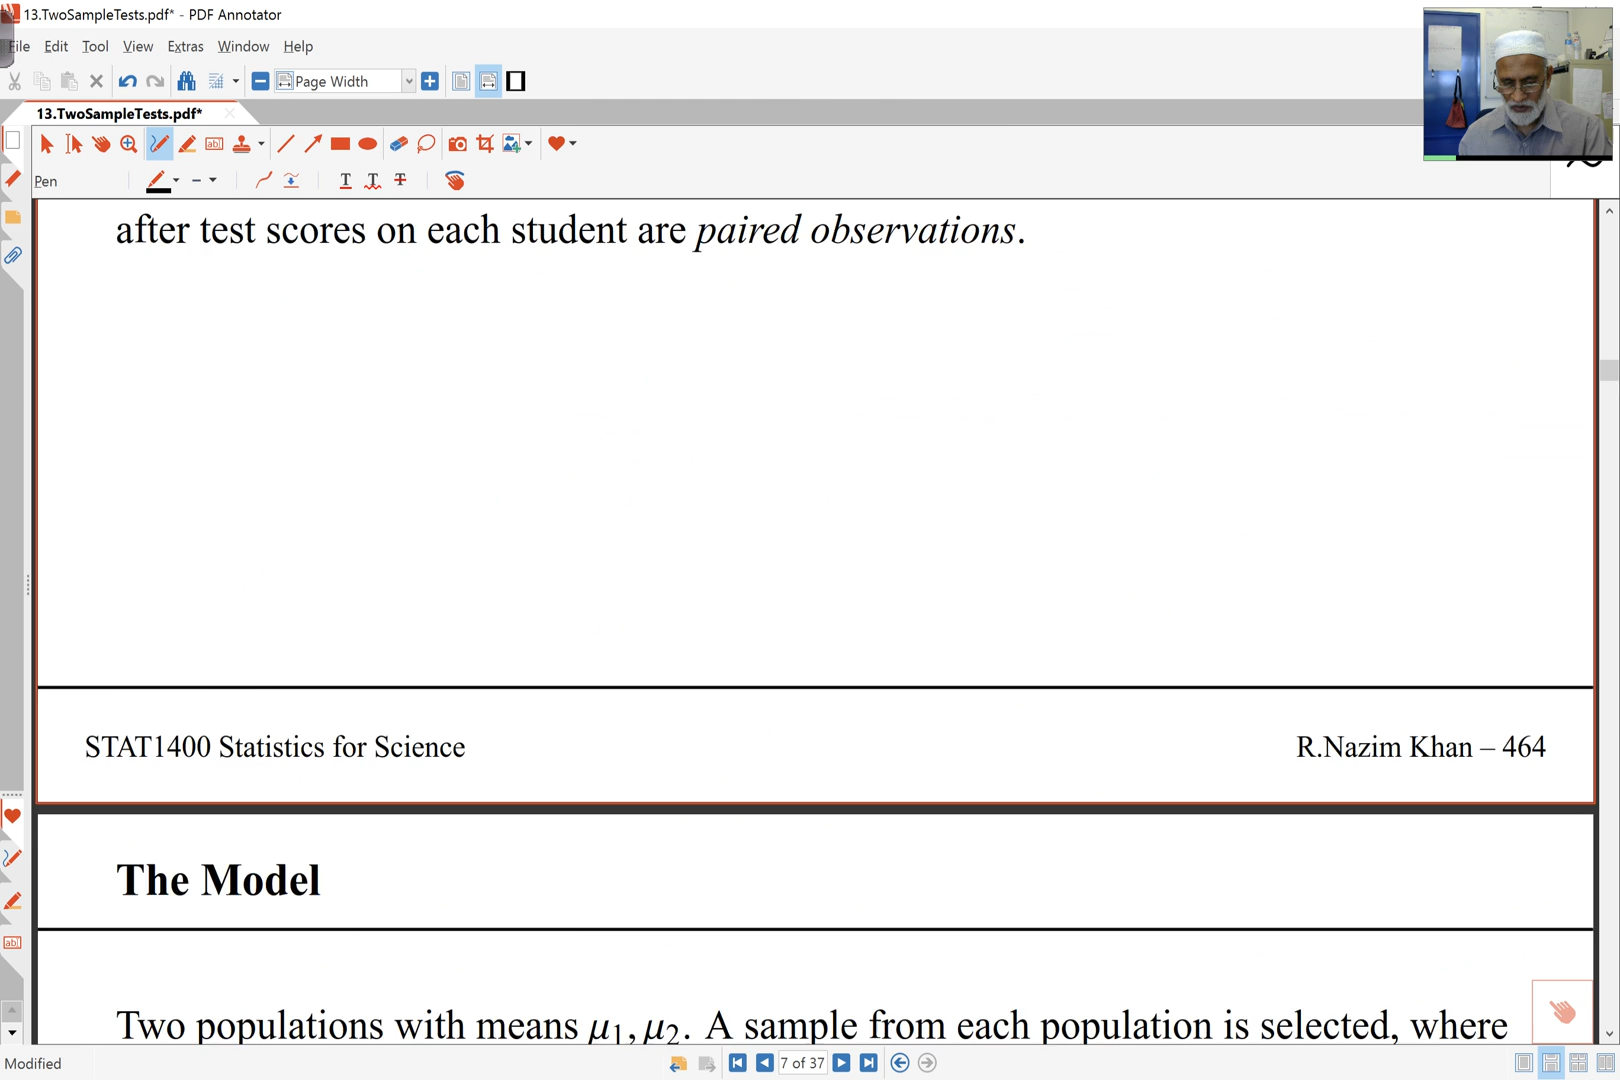 13.TwoSampleTests.pdf* - PDF Annotator
File Edit Tool View Extras Window Help
Page Width
13.TwoSampleTests.pdf*
Pen
after test scores on each student are paired observations.
STAT1400 Statistics for Science
R.Nazim Khan – 464
The Model
Two populations with means μ₁, μ₂. A sample from each population is selected, where
Modified
7 of 37